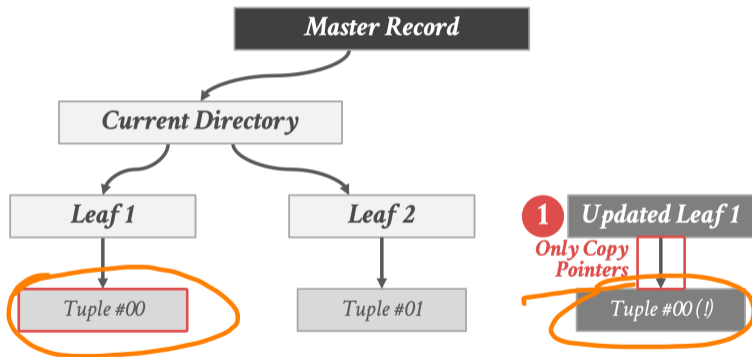 Master Record
Current Directory
Leaf 1
Leaf 2
1
Updated Leaf 1
Only Copy
Pointers
Tuple #00
Tuple #01
Tuple #00 (!)